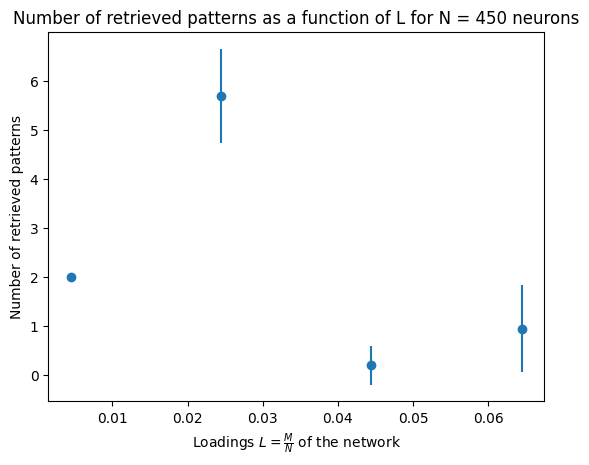 Number of retrieved patterns as a function of L for N = 450 neurons
Number of retrieved patterns
6
5
4
3
2
1
0
0.01 0.02 0.03 0.04 0.05 0.06
Loadings $L = \frac{M}{N}$ of the network